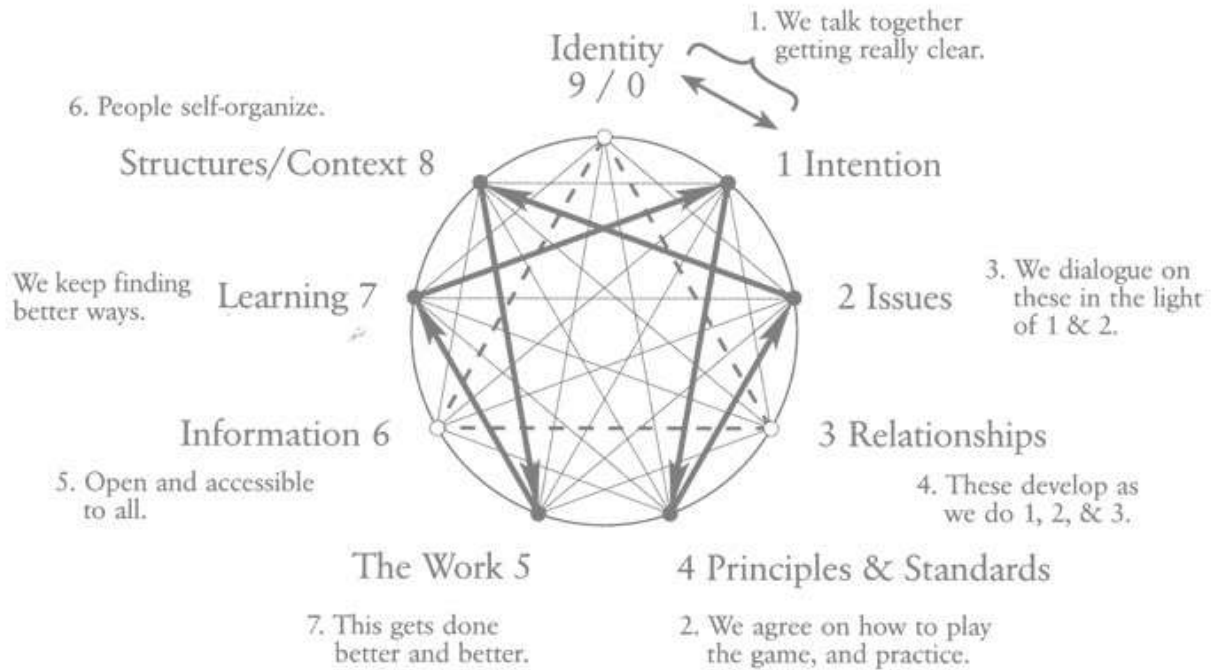 1. We talk together
getting really clear.
Identity
9 / 0
6. People self-organize.
Structures/Context 8
1 Intention
We keep finding
better ways.
Learning 7
2 Issues
3. We dialogue on
these in the light
of 1 & 2.
Information 6
3 Relationships
5. Open and accessible
to all.
4. These develop as
we do 1, 2, & 3.
The Work 5
4 Principles & Standards
7. This gets done
better and better.
2. We agree on how to play
the game, and practice.